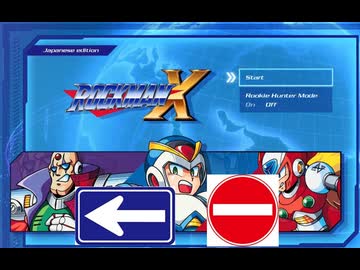 Japanese edition
ROCKMAN X
Start
Rookie Hunter Mode
On Off